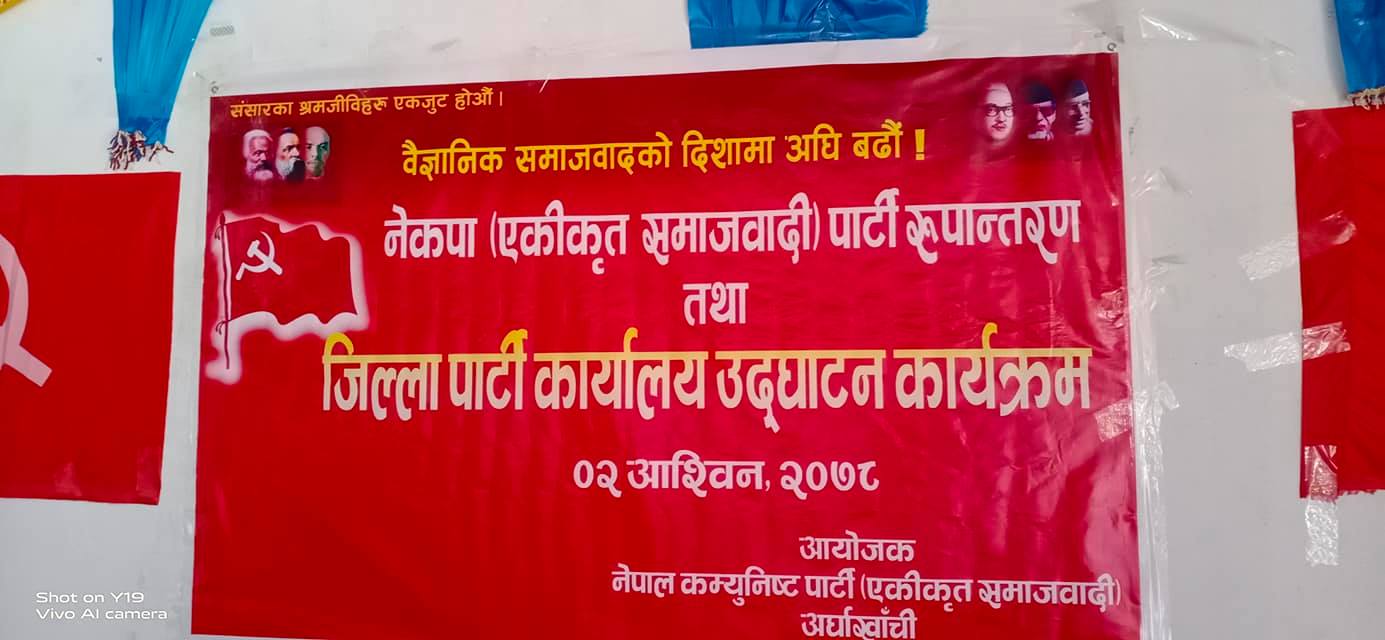 संसारका श्रमजीविहरू एकजुट होऔं ।
वैज्ञानिक समाजवादको दिशामा अघि बढौं !
नेकपा (एकीकृत समाजवादी) पार्टी रूपान्तरण
तथा
जिल्ला पार्टी कार्यालय उद्घाटन कार्यक्रम
०२ आश्विन, २०७८
आयोजक
नेपाल कम्युनिष्ट पार्टी (एकीकृत समाजवादी)
अर्घाखाँची
Shot on Y19
Vivo AI camera